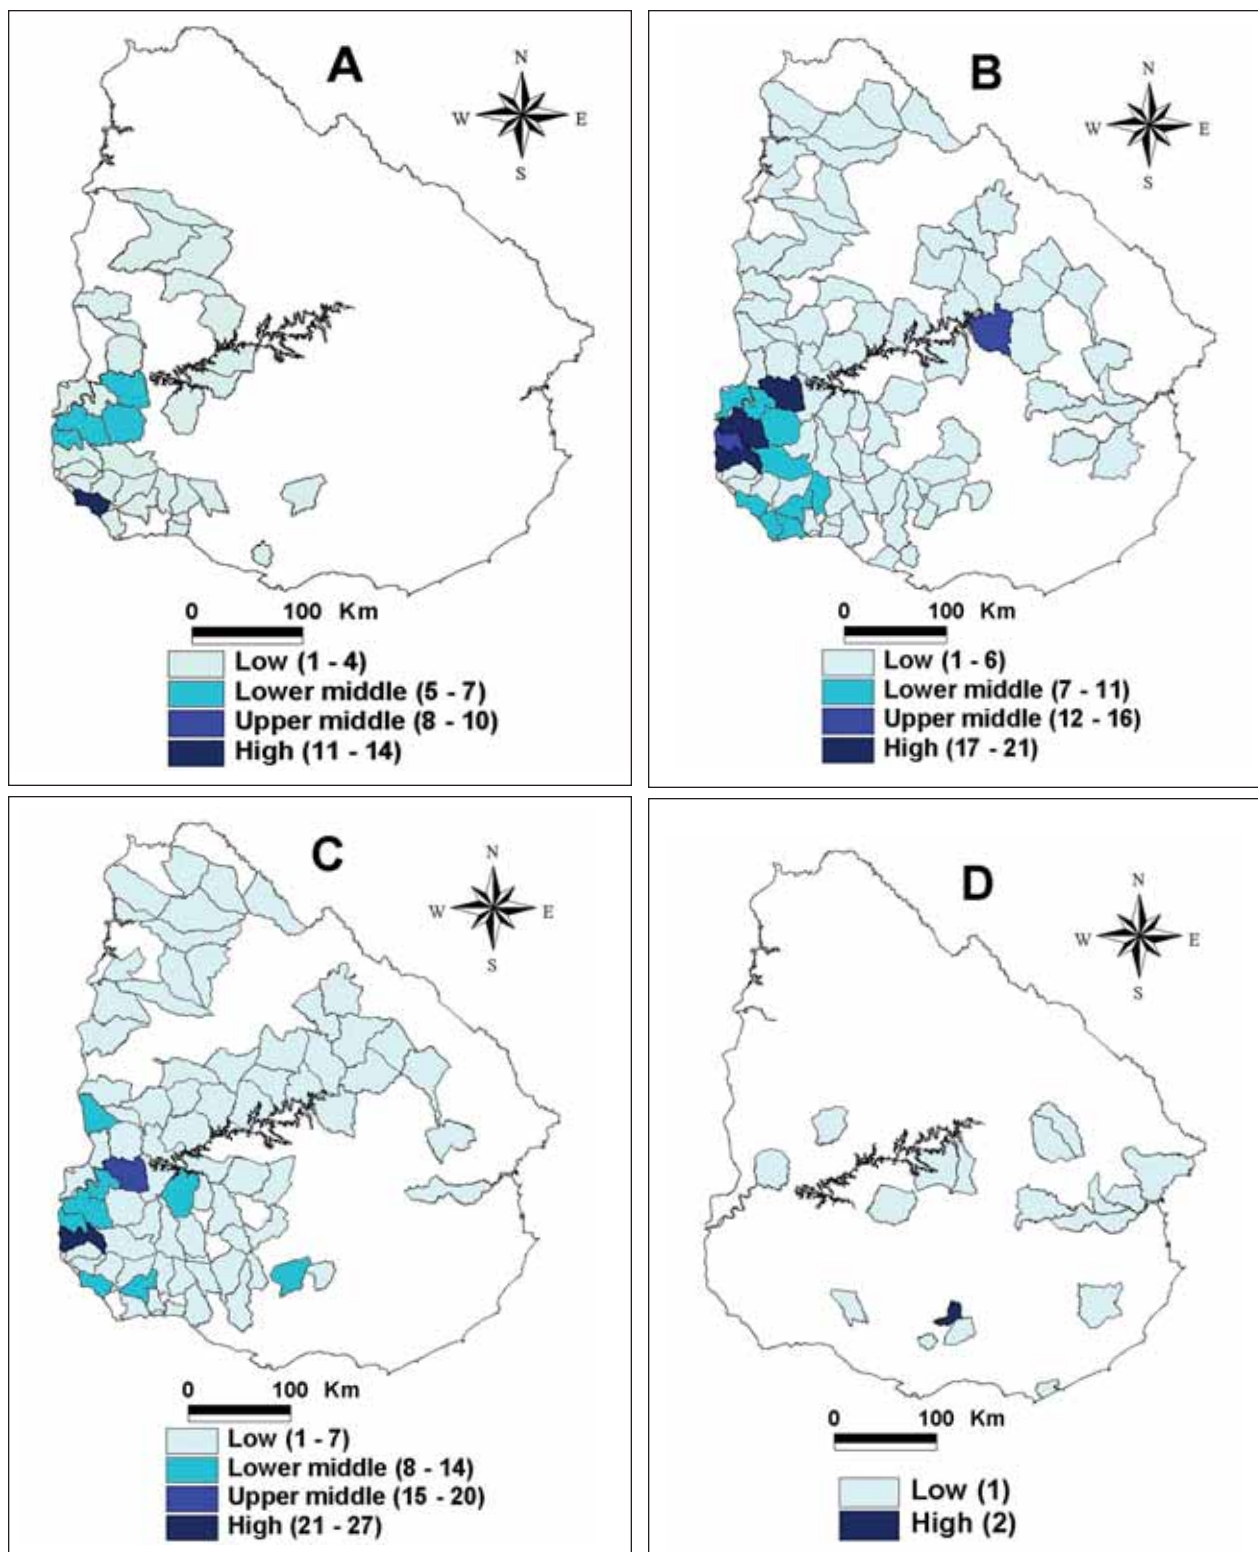 A
N
W E
S
0 100 Km
Low (1 - 4)
Lower middle (5 - 7)
Upper middle (8 - 10)
High (11 - 14)
B
N
W E
S
0 100 Km
Low (1 - 6)
Lower middle (7 - 11)
Upper middle (12 - 16)
High (17 - 21)
C
N
W E
S
0 100 Km
Low (1 - 7)
Lower middle (8 - 14)
Upper middle (15 - 20)
High (21 - 27)
D
N
W E
S
0 100 Km
Low (1)
High (2)